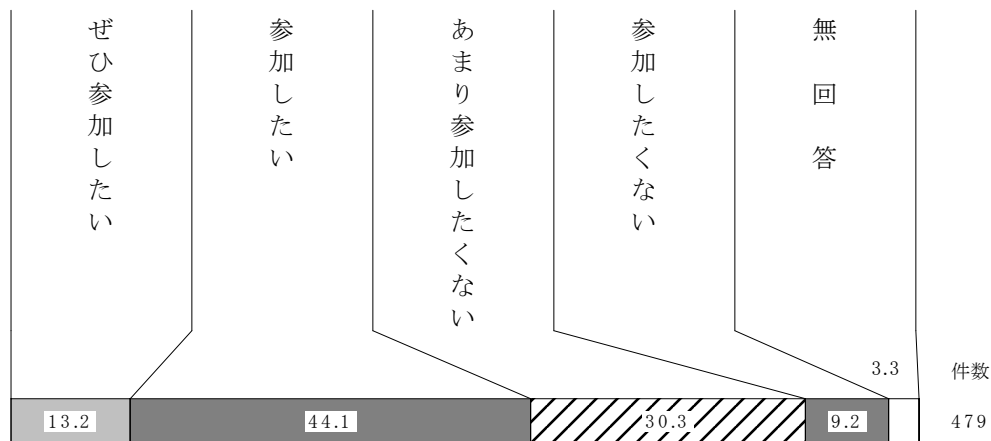 ぜひ参加したい
参加したい
あまり参加したくない
参加したくない
無回答
3.3
件数
13.2
44.1
30.3
9.2
479